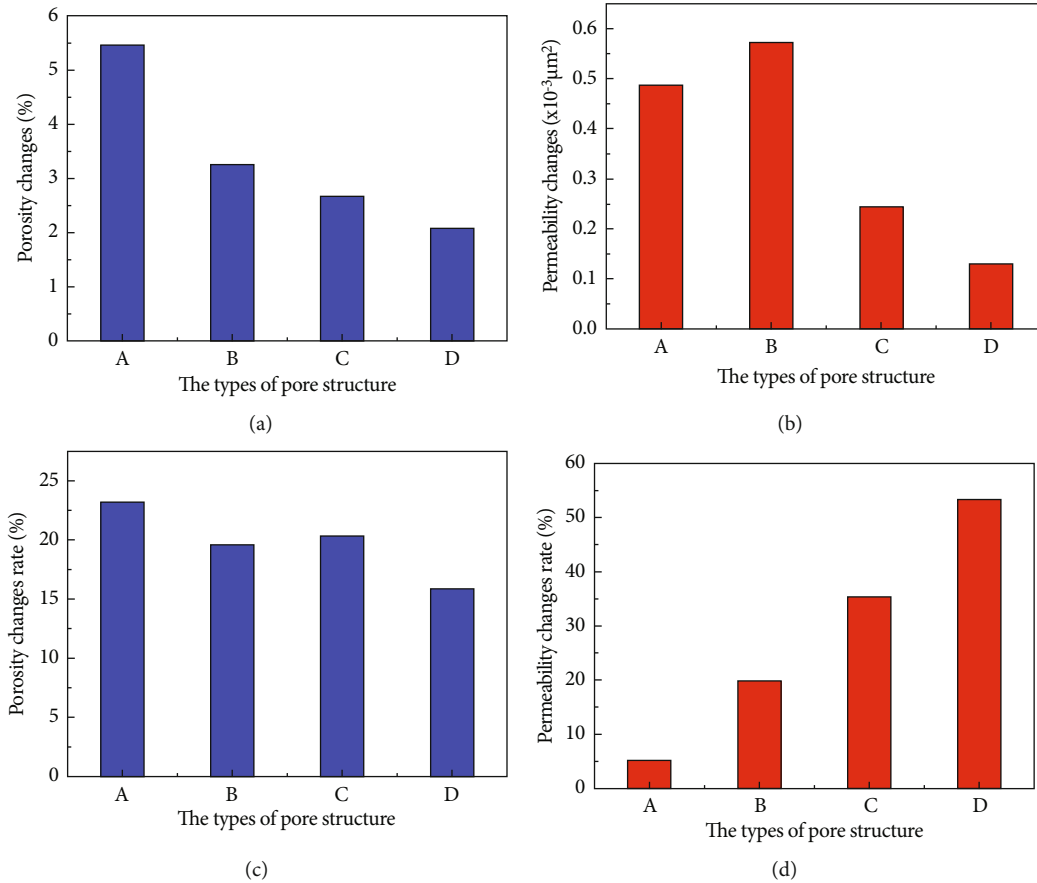 6
5
4
3
2
1
0
Porosity changes (%)
A B C D
The types of pore structure
(a)
0.6
0.5
0.4
0.3
0.2
0.1
0.0
Permeability changes (x10⁻³μm²)
A B C D
The types of pore structure
(b)
25
20
15
10
5
0
Porosity changes rate (%)
A B C D
The types of pore structure
(c)
60
50
40
30
20
10
0
Permeability changes rate (%)
A B C D
The types of pore structure
(d)